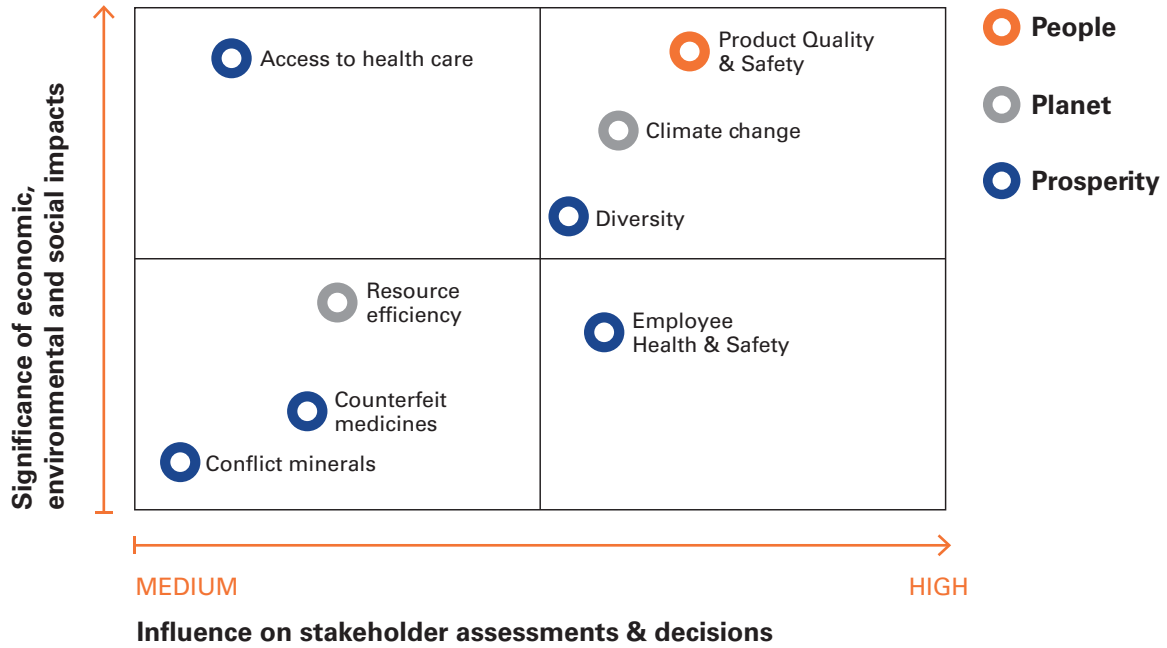 Significance of economic,
environmental and social impacts
Access to health care
Product Quality
& Safety
Climate change
Diversity
Resource
efficiency
Employee
Health & Safety
Counterfeit
medicines
Conflict minerals
People
Planet
Prosperity
MEDIUM
HIGH
Influence on stakeholder assessments & decisions